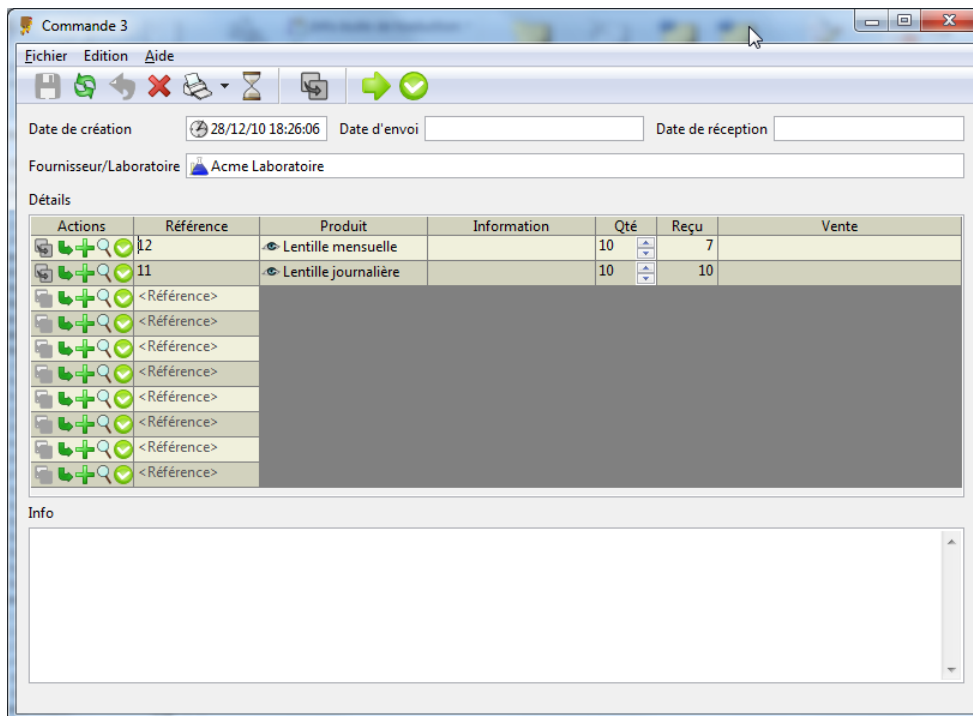 Commande 3
Fichier Edition Aide
Date de création 28/12/10 18:26:06 Date d'envoi Date de réception
Fournisseur/Laboratoire Acme Laboratoire
Détails
Actions Référence Produit Information Qté Reçu Vente
12 Lentille mensuelle 10 7
11 Lentille journalière 10 10
<Référence>
<Référence>
<Référence>
<Référence>
<Référence>
<Référence>
<Référence>
<Référence>
Info